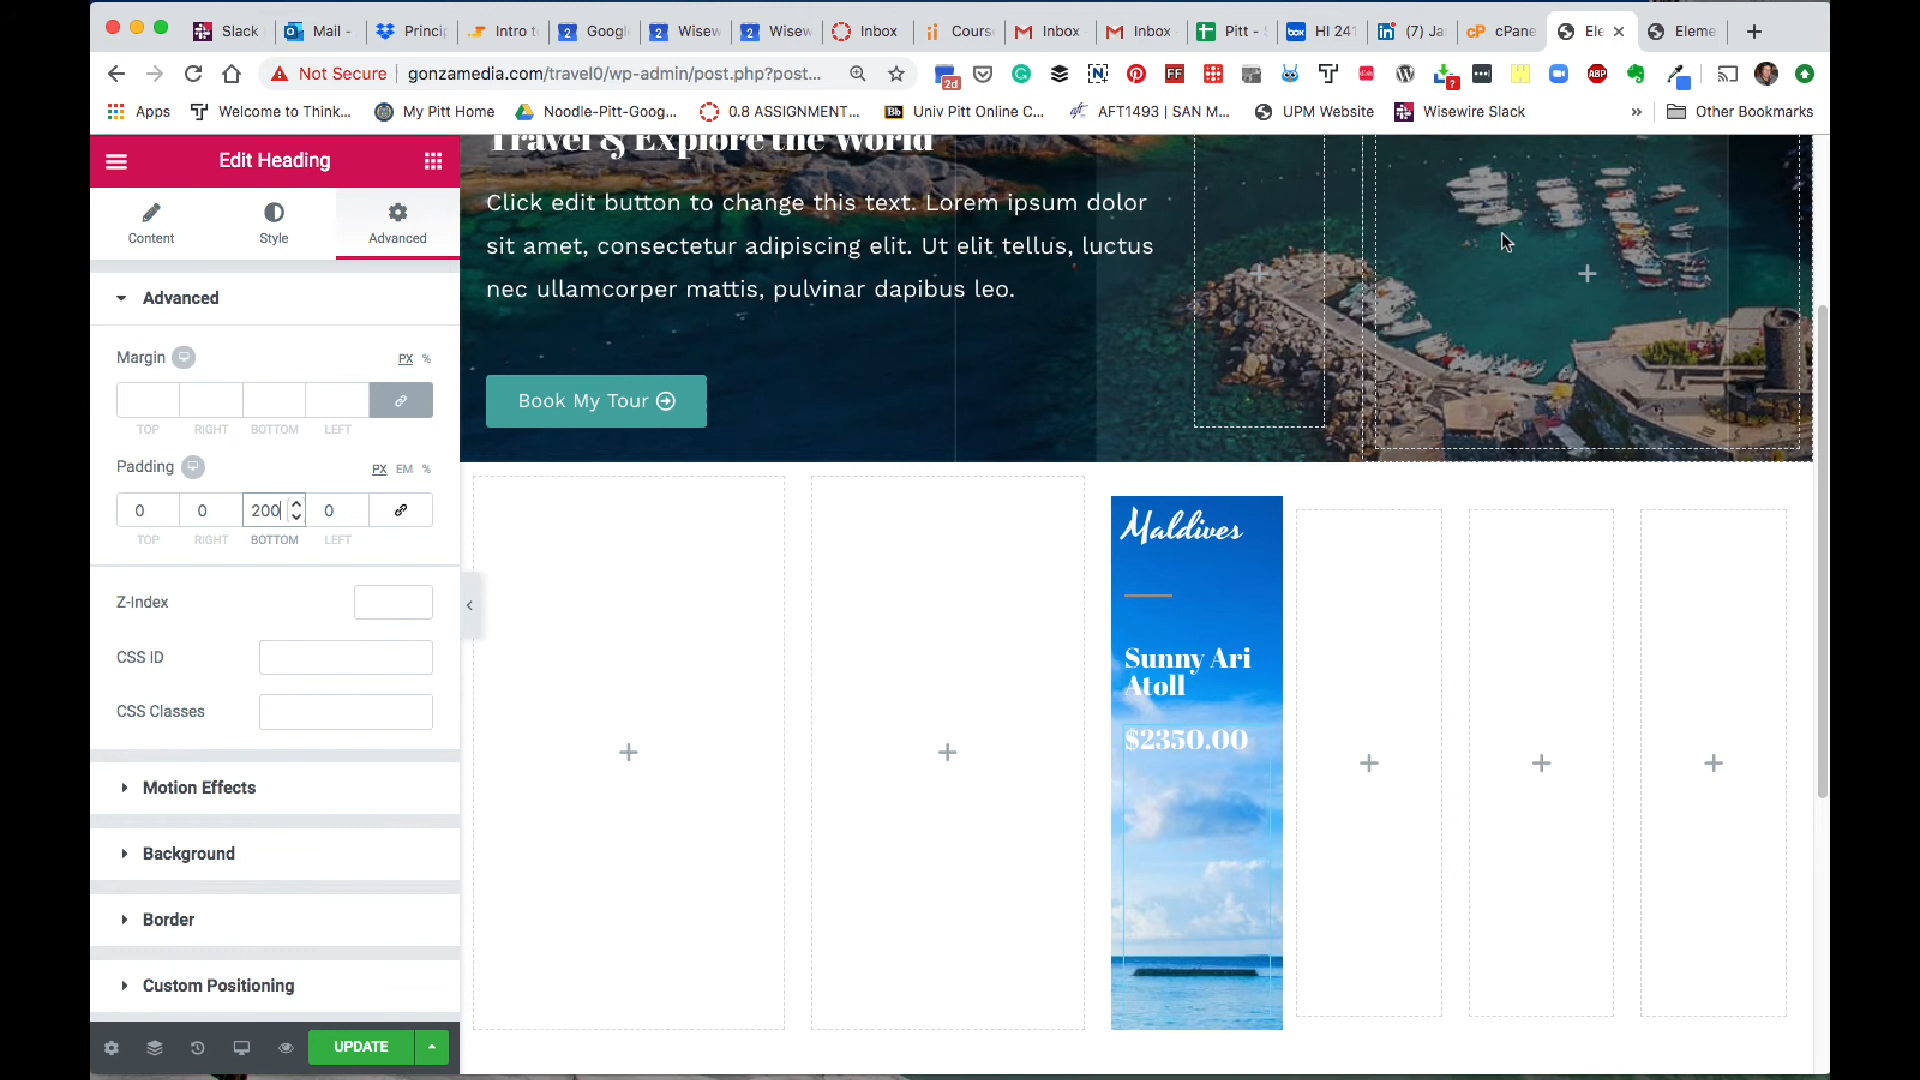 Slack
Mail -
Princip
Intro t
Googl
Wisew
Wisew
Inbox
Cours
Inbox
Inbox
Pitt - S
HI 241
(7) Ja
cPane
Ele
Eleme
Not Secure
gonzamedia.com/travel0/wp-admin/post.php?post...
Apps
Welcome to Think...
My Pitt Home
Noodle-Pitt-Goog...
0.8 ASSIGNMENT...
Univ Pitt Online C...
AFT1493 | SAN M...
UPM Website
Wisewire Slack
»
Other Bookmarks
Edit Heading
Content
Style
Advanced
Advanced
Margin
PX %
TOP RIGHT BOTTOM LEFT
Padding
PX EM %
0 0 200 0
TOP RIGHT BOTTOM LEFT
Z-Index
CSS ID
CSS Classes
Motion Effects
Background
Border
Custom Positioning
UPDATE
Travel & Explore the World
Click edit button to change this text. Lorem ipsum dolor
sit amet, consectetur adipiscing elit. Ut elit tellus, luctus
nec ullamcorper mattis, pulvinar dapibus leo.
Book My Tour
Maldives
Sunny Ari
Atoll
$2350.00